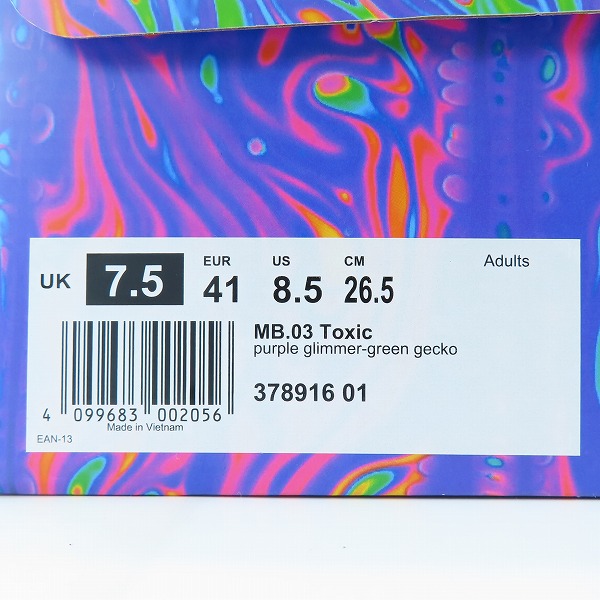 EUR US CM Adults
UK 7.5 41 8.5 26.5
MB.03 Toxic
purple glimmer-green gecko
378916 01
4 099683 002056
Made in Vietnam
EAN-13